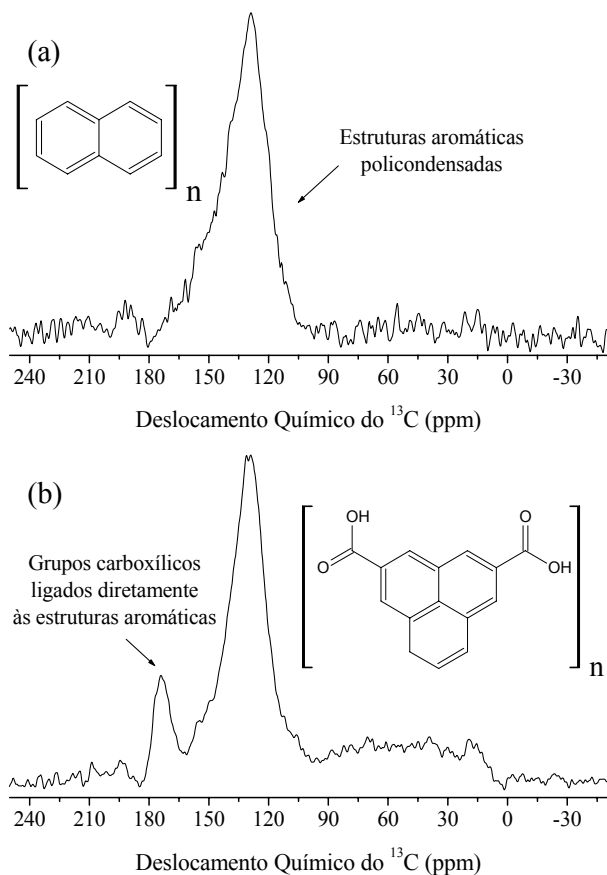 (a)
n
Estruturas aromáticas
policondensadas
240 210 180 150 120 90 60 30 0 -30
Deslocamento Químico do ¹³C (ppm)
(b)
Grupos carboxílicos
ligados diretamente
às estruturas aromáticas
OH
O
O
OH
n
240 210 180 150 120 90 60 30 0 -30
Deslocamento Químico do ¹³C (ppm)